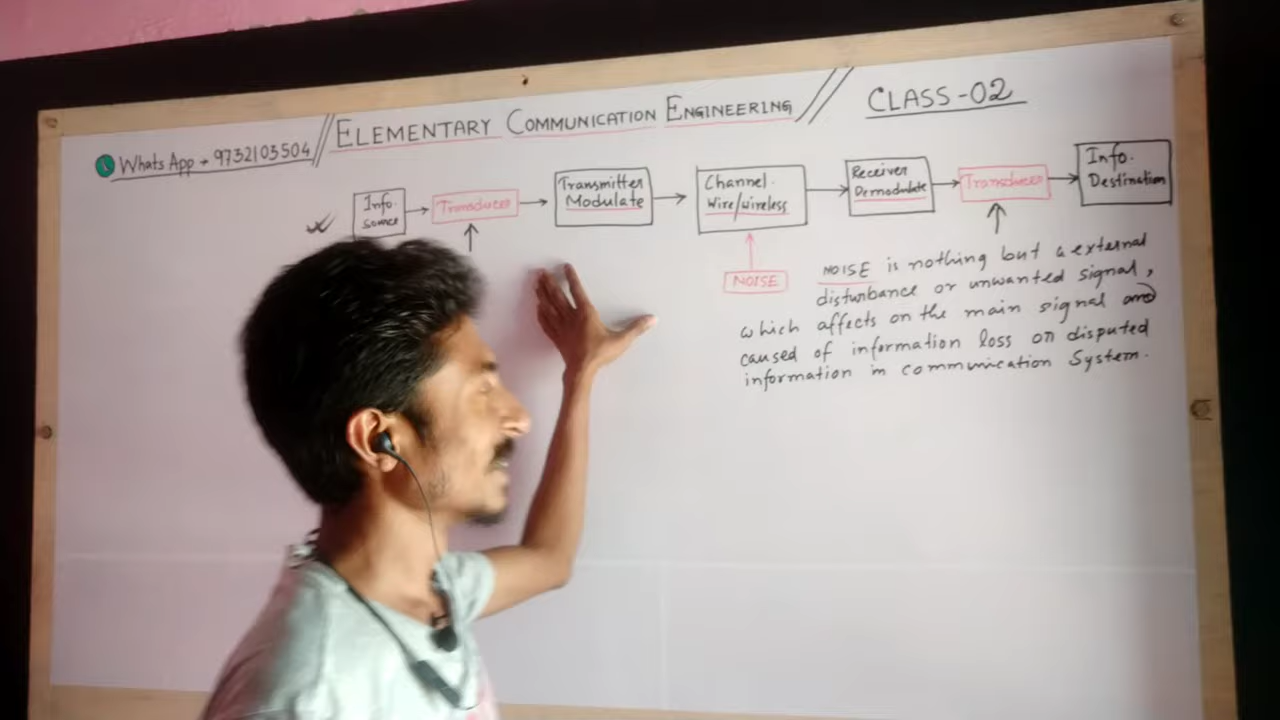 WhatsApp → 9732103504
ELEMENTARY COMMUNICATION ENGINEERING
CLASS-02
Info.
source
Transducer
Transmitter
Modulate
Channel.
Wire/wireless
Receiver
Demodulate
Transducer
Info.
Destination
NOISE
NOISE is nothing but a external
disturbance or unwanted signal,
which affects on the main signal and
caused of information loss or disputed
information in communication System.